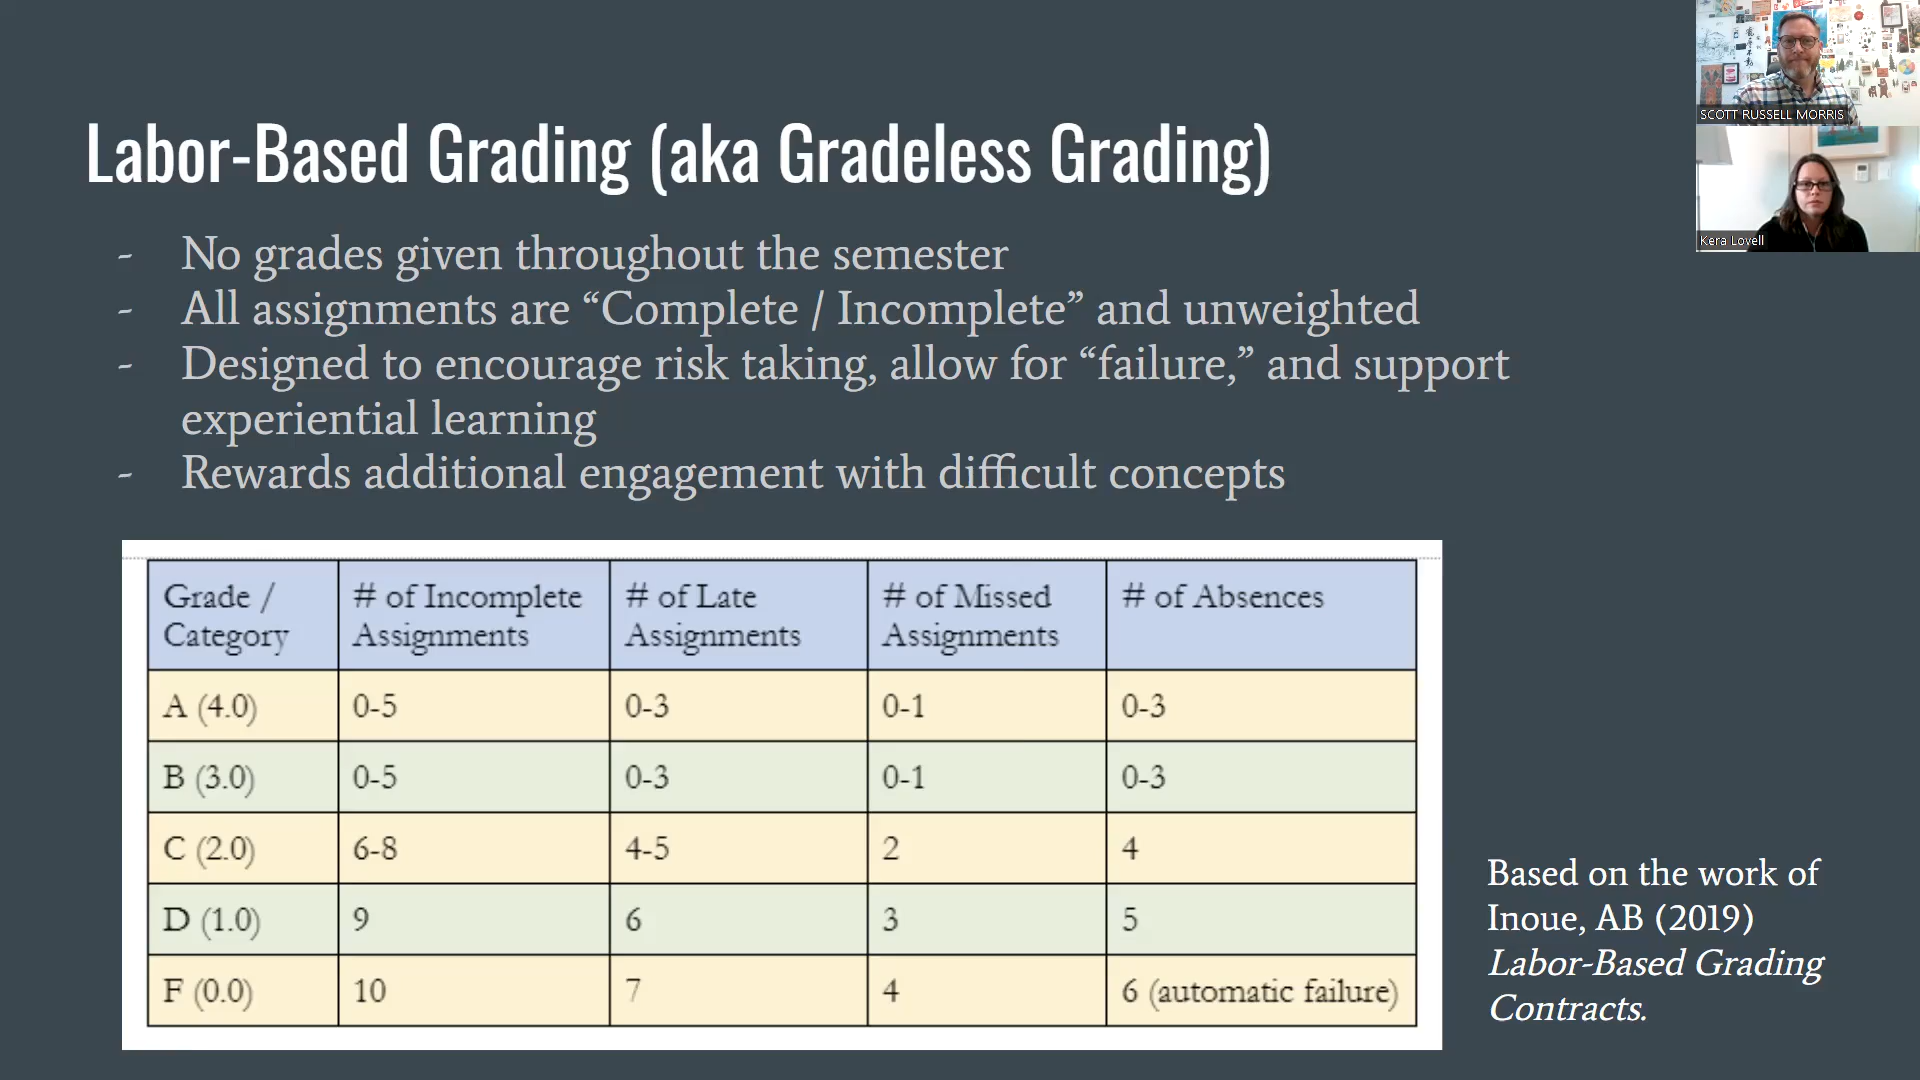 Labor-Based Grading (aka Gradeless Grading)
- No grades given throughout the semester
- All assignments are “Complete / Incomplete” and unweighted
- Designed to encourage risk taking, allow for “failure,” and support
experiential learning
- Rewards additional engagement with difficult concepts
Grade / Category | # of Incomplete Assignments | # of Late Assignments | # of Missed Assignments | # of Absences
A (4.0) | 0-5 | 0-3 | 0-1 | 0-3
B (3.0) | 0-5 | 0-3 | 0-1 | 0-3
C (2.0) | 6-8 | 4-5 | 2 | 4
D (1.0) | 9 | 6 | 3 | 5
F (0.0) | 10 | 7 | 4 | 6 (automatic failure)
Based on the work of
Inoue, AB (2019)
Labor-Based Grading
Contracts.
SCOTT RUSSELL MORRIS
Kera Lovell